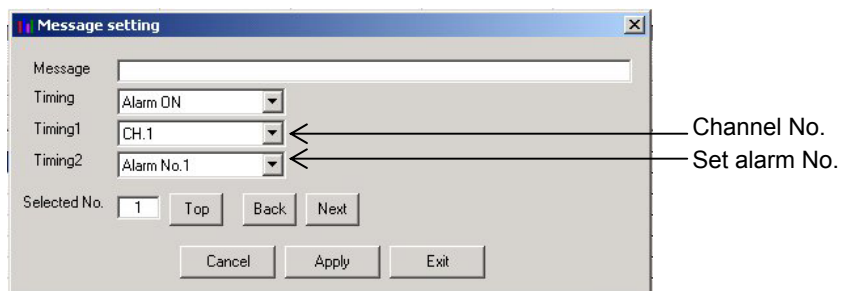 Message setting
Message
Timing Alarm ON
Timing1 CH.1
Channel No.
Timing2 Alarm No.1
Set alarm No.
Selected No. 1 Top Back Next
Cancel Apply Exit